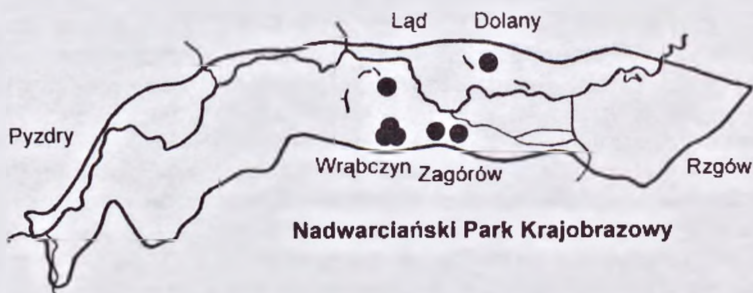 Ląd Dolany
Pyzdry
Wrąbczyn Zagórów Rzgów
Nadwarciański Park Krajobrazowy